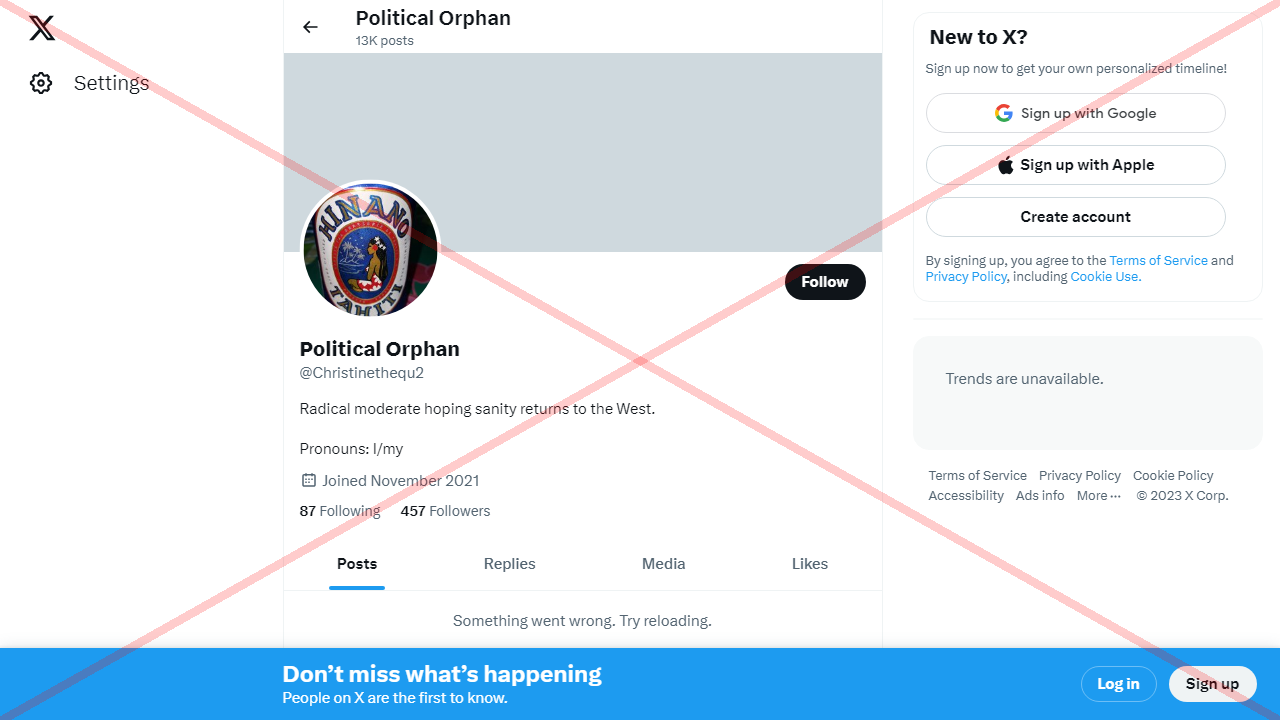 Settings
Political Orphan
13K posts
HINANO
TAHITI
Follow
Political Orphan
@Christinethequ2
Radical moderate hoping sanity returns to the West.
Pronouns: I/my
Joined November 2021
87 Following 457 Followers
Posts Replies Media Likes
Something went wrong. Try reloading.
New to X?
Sign up now to get your own personalized timeline!
Sign up with Google
Sign up with Apple
Create account
By signing up, you agree to the Terms of Service and
Privacy Policy, including Cookie Use.
Trends are unavailable.
Terms of Service Privacy Policy Cookie Policy
Accessibility Ads info More ··· © 2023 X Corp.
Don’t miss what’s happening
People on X are the first to know.
Log in Sign up